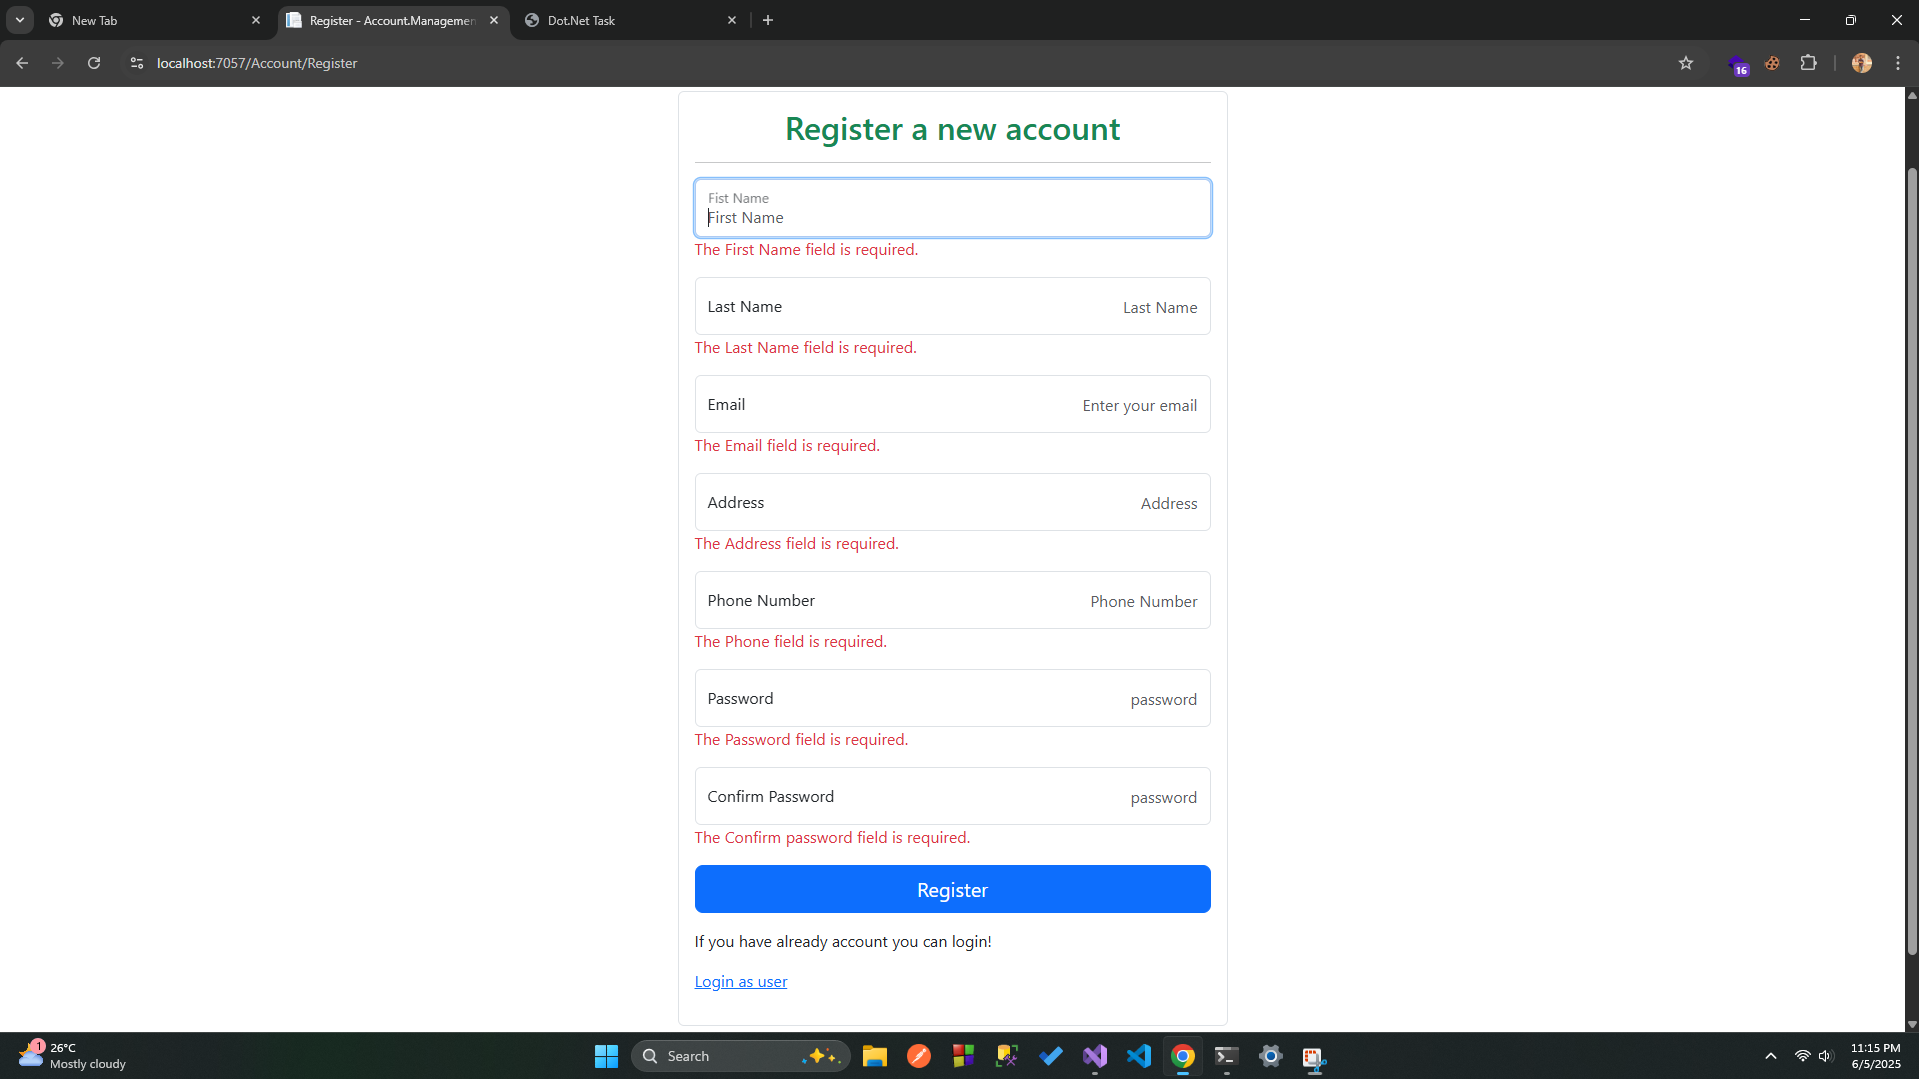 New Tab
Register - Account.Managemen
Dot.Net Task
localhost:7057/Account/Register
16
Register a new account
Fist Name
First Name
The First Name field is required.
Last Name
Last Name
The Last Name field is required.
Email
Enter your email
The Email field is required.
Address
Address
The Address field is required.
Phone Number
Phone Number
The Phone field is required.
Password
password
The Password field is required.
Confirm Password
password
The Confirm password field is required.
Register
If you have already account you can login!
Login as user
1
26°C
Mostly cloudy
Search
11:15 PM
6/5/2025